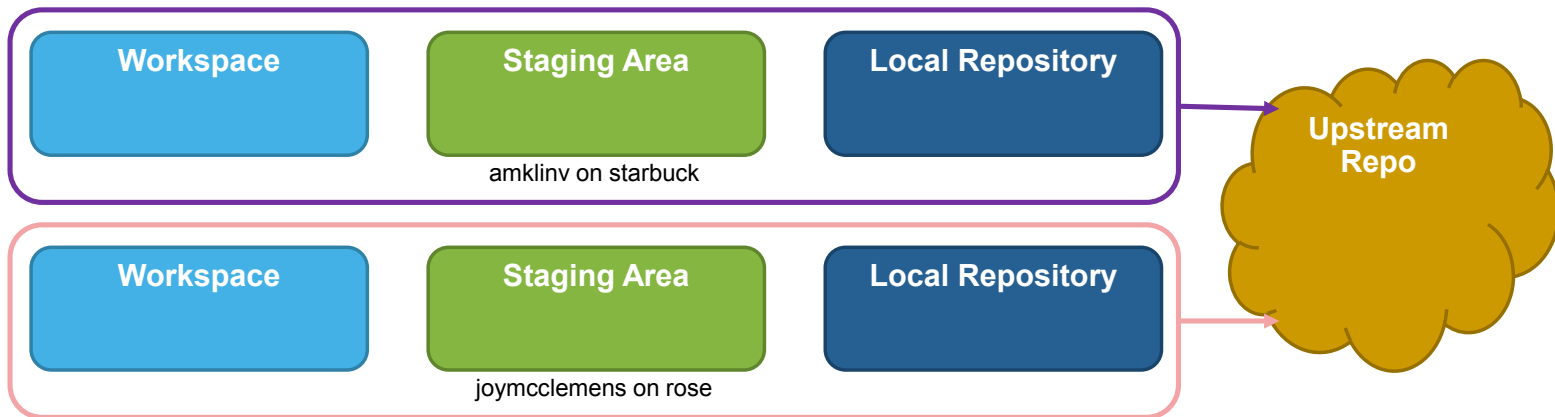 Workspace
Staging Area
Local Repository
amklinv on starbuck
Upstream
Repo
Workspace
Staging Area
Local Repository
joymcclemens on rose